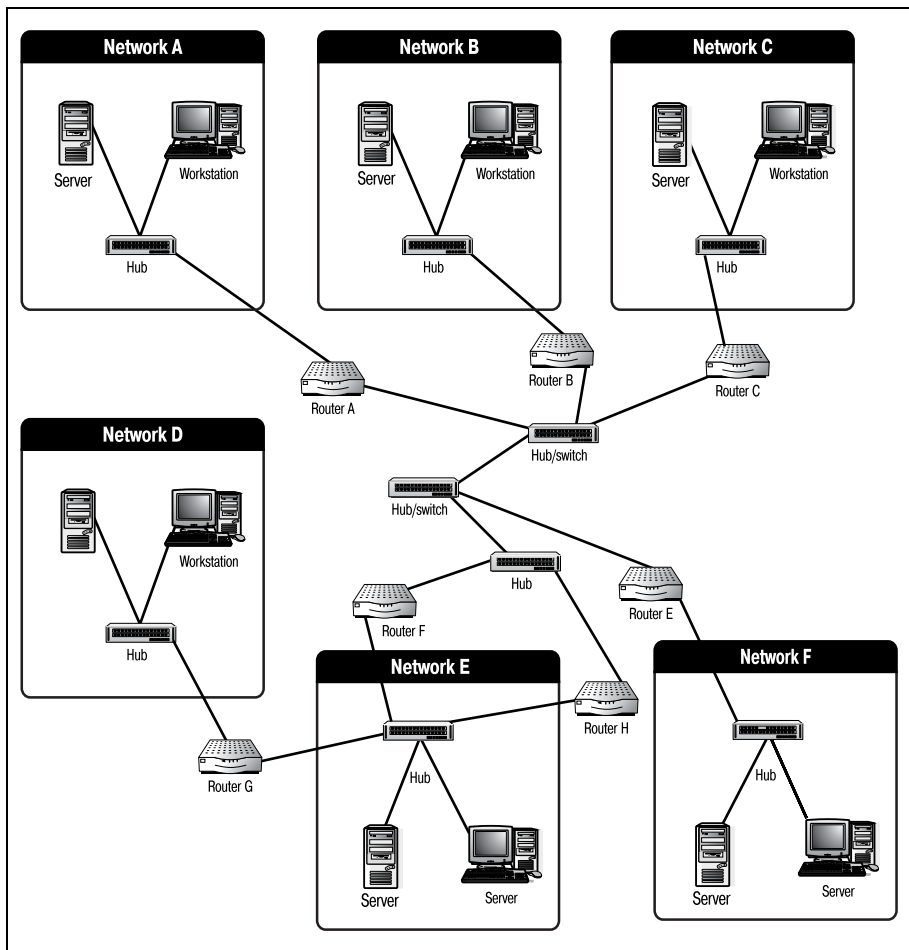 Network A
Server
Workstation
Hub
Network B
Server
Workstation
Hub
Network C
Server
Workstation
Hub
Router A
Router B
Router C
Hub/switch
Hub/switch
Hub
Network D
Workstation
Hub
Router F
Router E
Router G
Router H
Network E
Hub
Server
Server
Network F
Hub
Server
Server